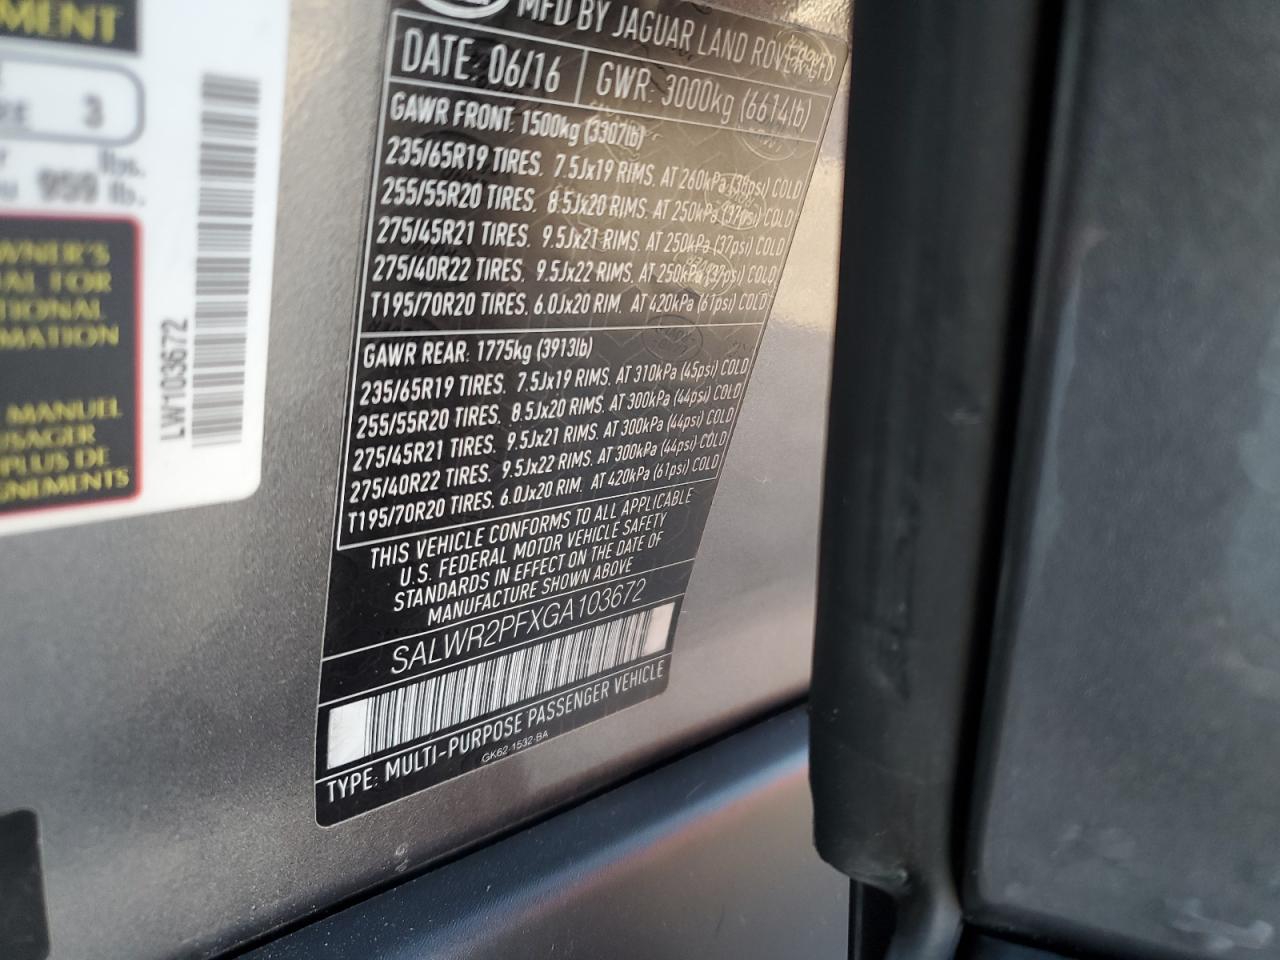 MENT
3
lbs.
959 lb.
OWNER'S
FOR
MANUEL
PLUS DE
LW103672
MFD BY JAGUAR LAND ROVER LTD
DATE: 06/16 GWR: 3000kg (6614lb)
GAWR FRONT: 1500kg (3307lb)
235/65R19 TIRES, 7.5Jx19 RIMS, AT 260kPa (38psi) COLD
255/55R20 TIRES, 8.5Jx20 RIMS, AT 250kPa (37psi) COLD
275/45R21 TIRES, 9.5Jx21 RIMS, AT 250kPa (37psi) COLD
275/40R22 TIRES, 9.5Jx22 RIMS, AT 250kPa (37psi) COLD
T195/70R20 TIRES, 6.0Jx20 RIM, AT 420kPa (61psi) COLD
GAWR REAR: 1775kg (3913lb)
235/65R19 TIRES, 7.5Jx19 RIMS, AT 310kPa (45psi) COLD
255/55R20 TIRES, 8.5Jx20 RIMS, AT 300kPa (44psi) COLD
275/45R21 TIRES, 9.5Jx21 RIMS, AT 300kPa (44psi) COLD
275/40R22 TIRES, 9.5Jx22 RIMS, AT 300kPa (44psi) COLD
T195/70R20 TIRES, 6.0Jx20 RIM, AT 420kPa (61psi) COLD
THIS VEHICLE CONFORMS TO ALL APPLICABLE
U.S. FEDERAL MOTOR VEHICLE SAFETY
STANDARDS IN EFFECT ON THE DATE OF
MANUFACTURE SHOWN ABOVE
SALWR2PFXGA103672
TYPE: MULTI-PURPOSE PASSENGER VEHICLE
GK62-1532-BA